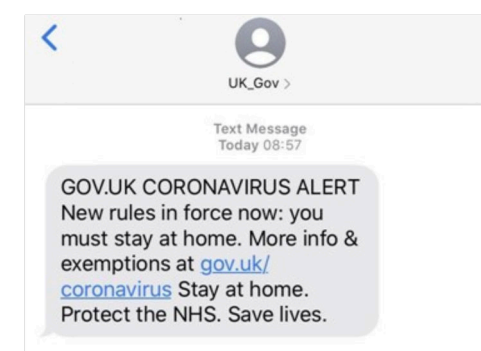 UK_Gov >
Text Message
Today 08:57
GOV.UK CORONAVIRUS ALERT
New rules in force now: you
must stay at home. More info &
exemptions at gov.uk/
coronavirus Stay at home.
Protect the NHS. Save lives.